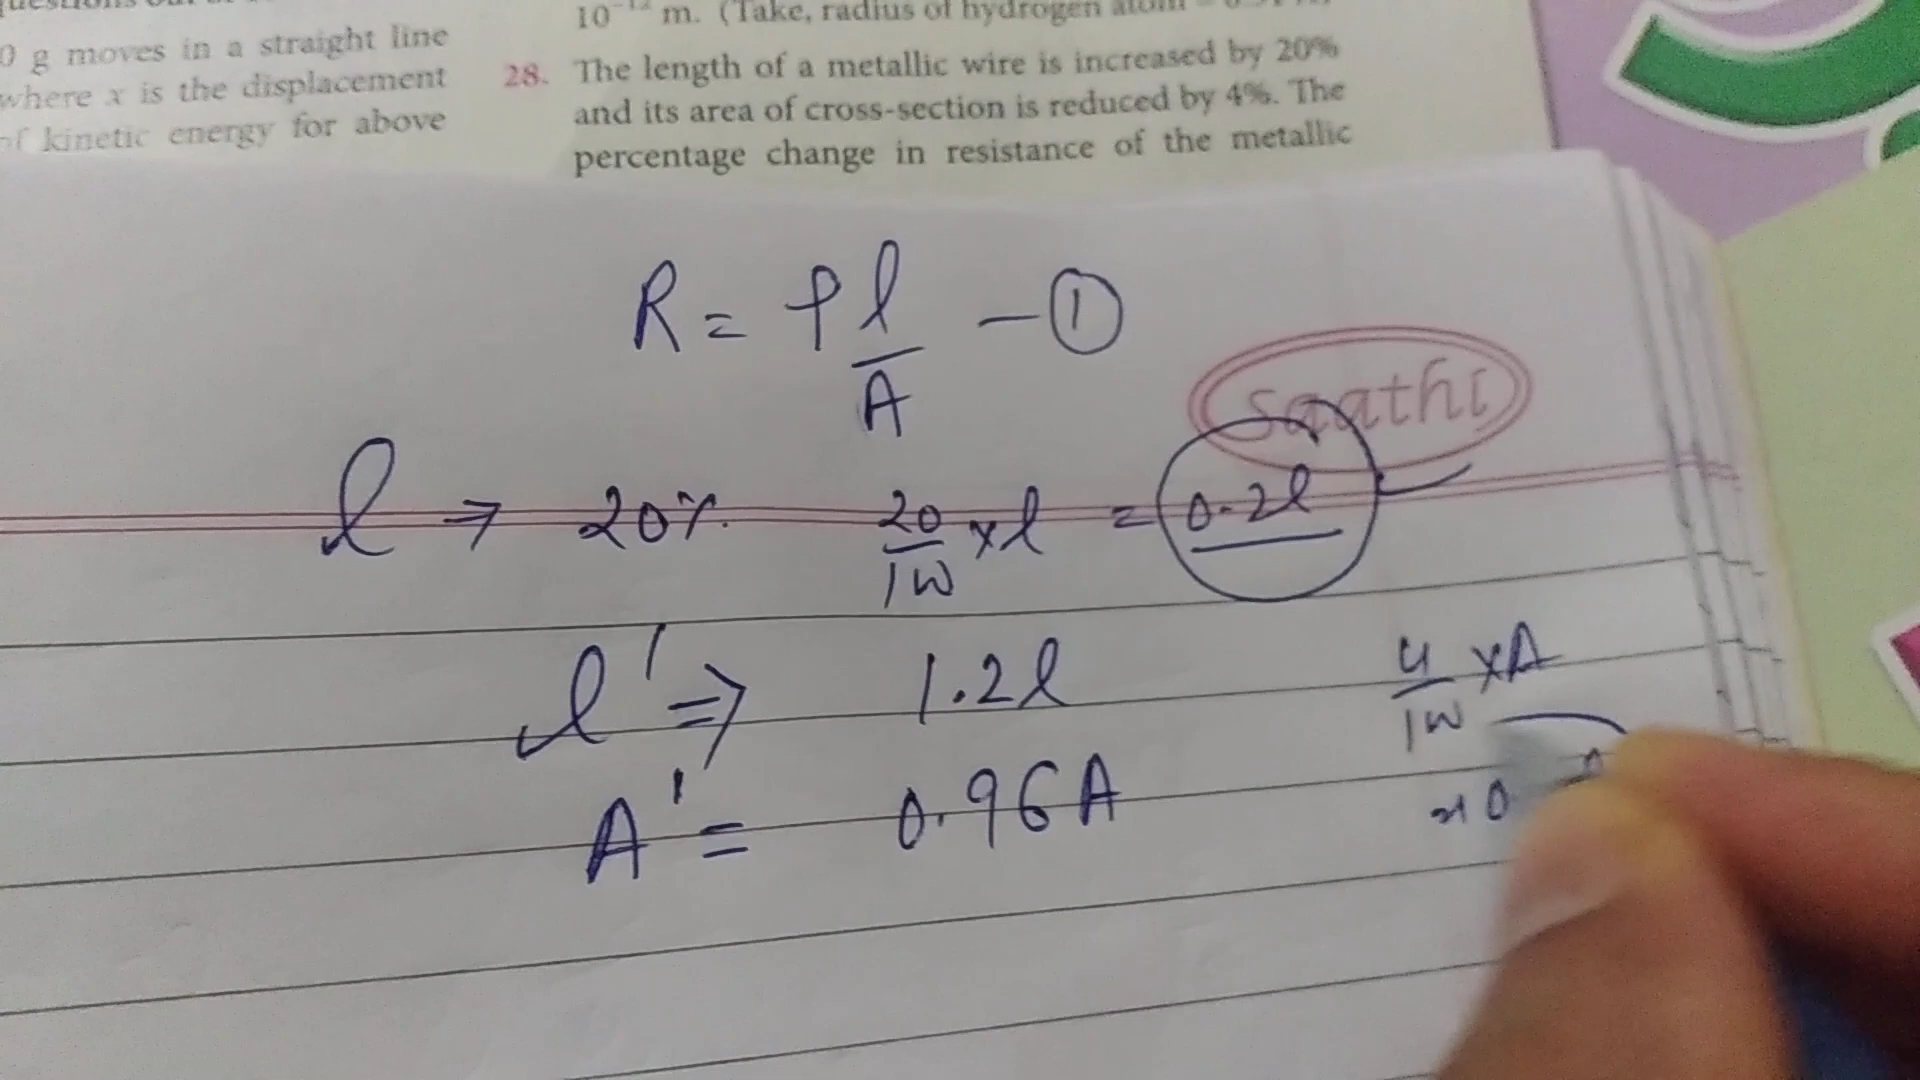 0 g moves in a straight line
where x is the displacement
of kinetic energy for above
10⁻¹² m. (Take, radius of hydrogen atom
28. The length of a metallic wire is increased by 20%
and its area of cross-section is reduced by 4%. The
percentage change in resistance of the metallic
R = ρ l/A - ①
Saathi
l ⇒ 20% 20/100 × l = 0.2l
l' ⇒ 1.2l
4/100 × A
A' = 0.96A